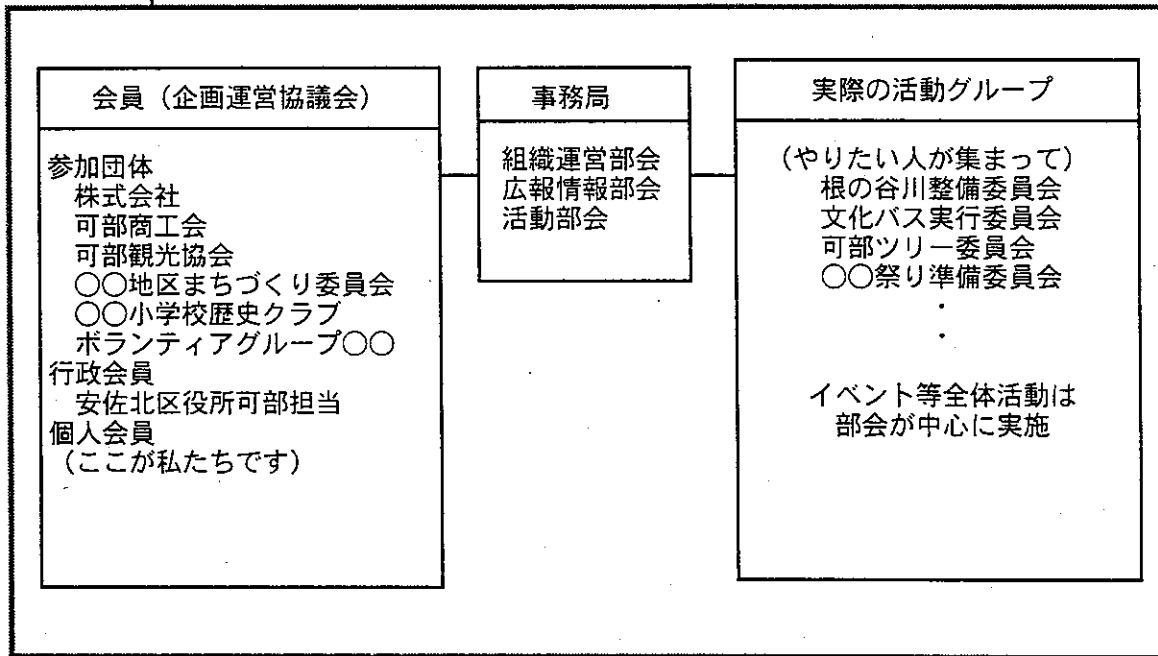 会員（企画運営協議会）
参加団体
株式会社
可部商工会
可部観光協会
○○地区まちづくり委員会
○○小学校歴史クラブ
ボランティアグループ○○
行政会員
安佐北区役所可部担当
個人会員
（ここが私たちです）
事務局
組織運営部会
広報情報部会
活動部会
実際の活動グループ
（やりたい人が集まって）
根の谷川整備委員会
文化バス実行委員会
可部ツリー委員会
○○祭り準備委員会
・
・
イベント等全体活動は
部会が中心に実施